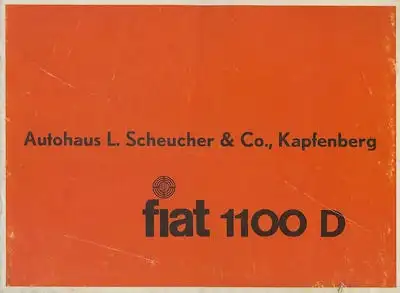 Autohaus L. Scheucher & Co., Kapfenberg
fiat 1100 D